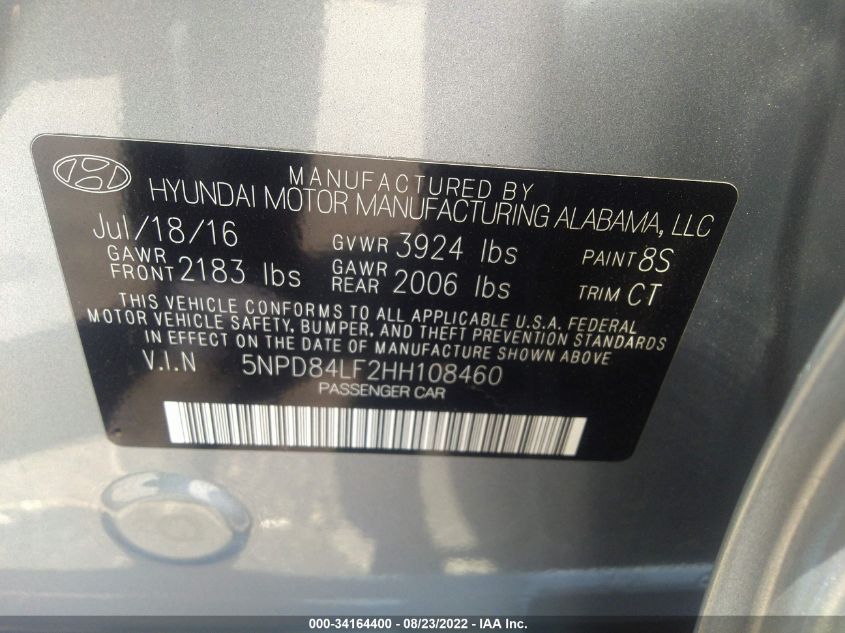 MANUFACTURED BY
HYUNDAI MOTOR MANUFACTURING ALABAMA, LLC
Jul/18/16 GVWR 3924 lbs PAINT 8S
GAWR FRONT 2183 lbs GAWR REAR 2006 lbs TRIM CT
THIS VEHICLE CONFORMS TO ALL APPLICABLE U.S.A. FEDERAL
MOTOR VEHICLE SAFETY, BUMPER, AND THEFT PREVENTION STANDARDS
IN EFFECT ON THE DATE OF MANUFACTURE SHOWN ABOVE.
V.I.N 5NPD84LF2HH108460
PASSENGER CAR
000-34164400 - 08/23/2022 - IAA Inc.